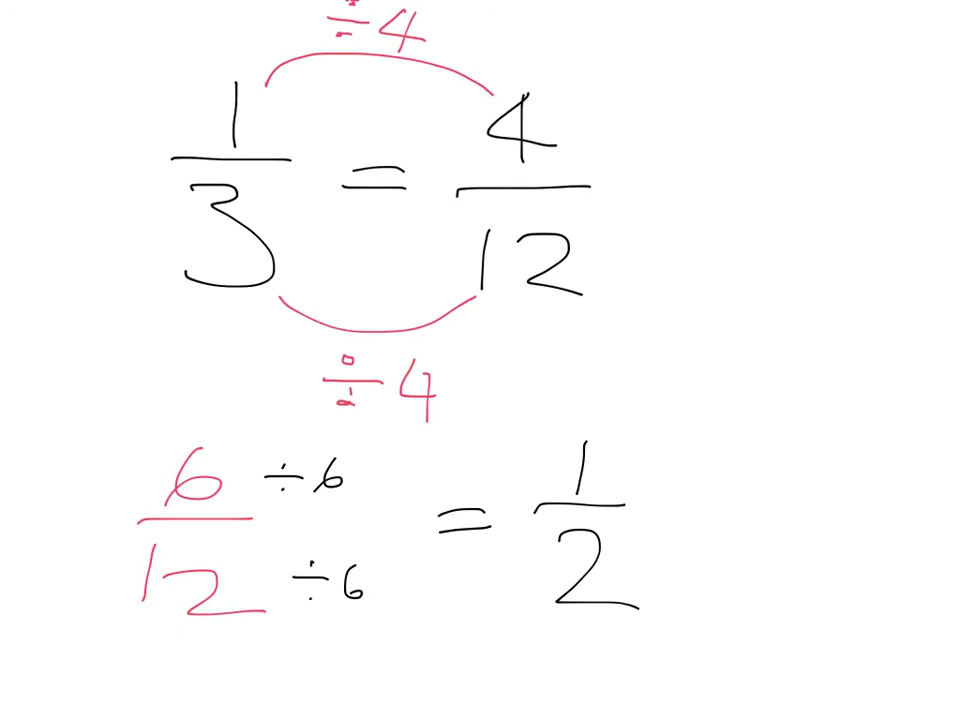 ÷4
1/3 = 4/12
÷4
6/12 ÷6 ÷6 = 1/2